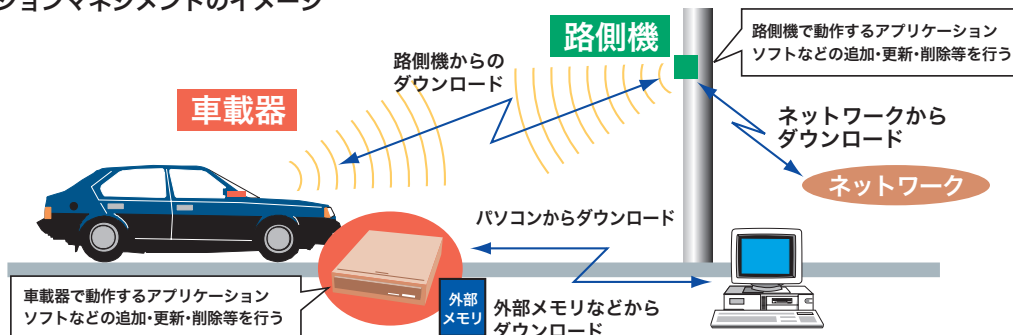 ションマネジメントのイメージ
路側機で動作するアプリケーション
ソフトなどの追加・更新・削除等を行う
路側機
路側機からの
ダウンロード
車載器
ネットワークから
ダウンロード
ネットワーク
パソコンからダウンロード
車載器で動作するアプリケーション
ソフトなどの追加・更新・削除等を行う
外部
メモリ
外部メモリなどから
ダウンロード